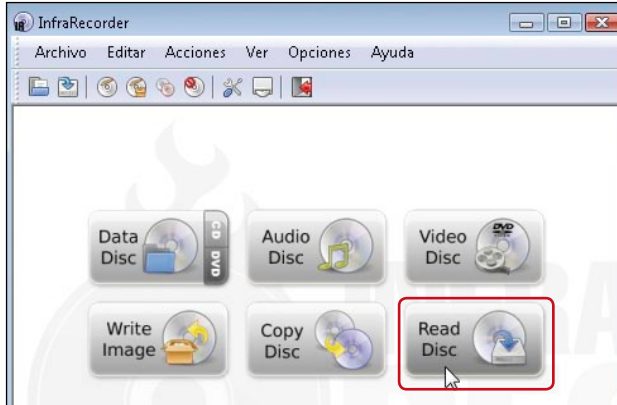 InfraRecorder
Archivo Editar Acciones Ver Opciones Ayuda
Data
Disc
CD
DVD
Audio
Disc
Video
Disc
DVD
Write
Image
Copy
Disc
Read
Disc